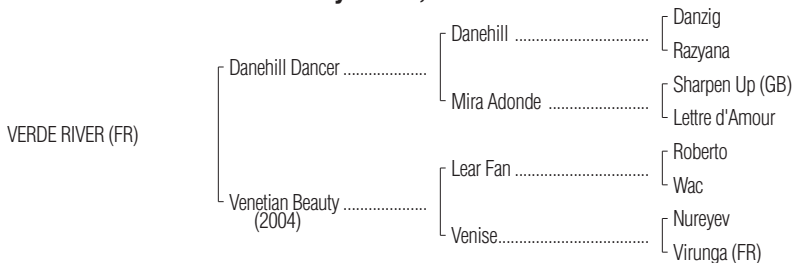 Danehill ................................
Danzig
Razyana
Danehill Dancer ....................
Mira Adonde ........................
Sharpen Up (GB)
Lettre d'Amour
VERDE RIVER (FR)
Venetian Beauty ....................
(2004)
Lear Fan ................................
Roberto
Wac
Venise....................................
Nureyev
Virunga (FR)